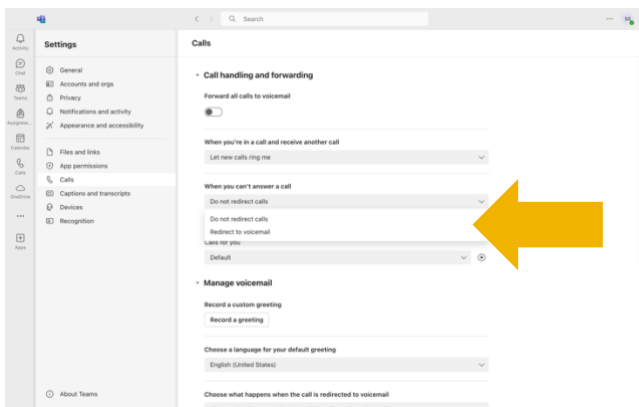 Search
SG
Activity
Chat
Teams
Assignme...
Calendar
Calls
OneDrive
Apps
Settings
General
Accounts and orgs
Privacy
Notifications and activity
Appearance and accessibility
Files and links
App permissions
Calls
Captions and transcripts
Devices
Recognition
About Teams
Calls
Call handling and forwarding
Forward all calls to voicemail
When you're in a call and receive another call
Let new calls ring me
When you can't answer a call
Do not redirect calls
Do not redirect calls
Redirect to voicemail
Calls for you
Default
Manage voicemail
Record a custom greeting
Record a greeting
Choose a language for your default greeting
English (United States)
Choose what happens when the call is redirected to voicemail